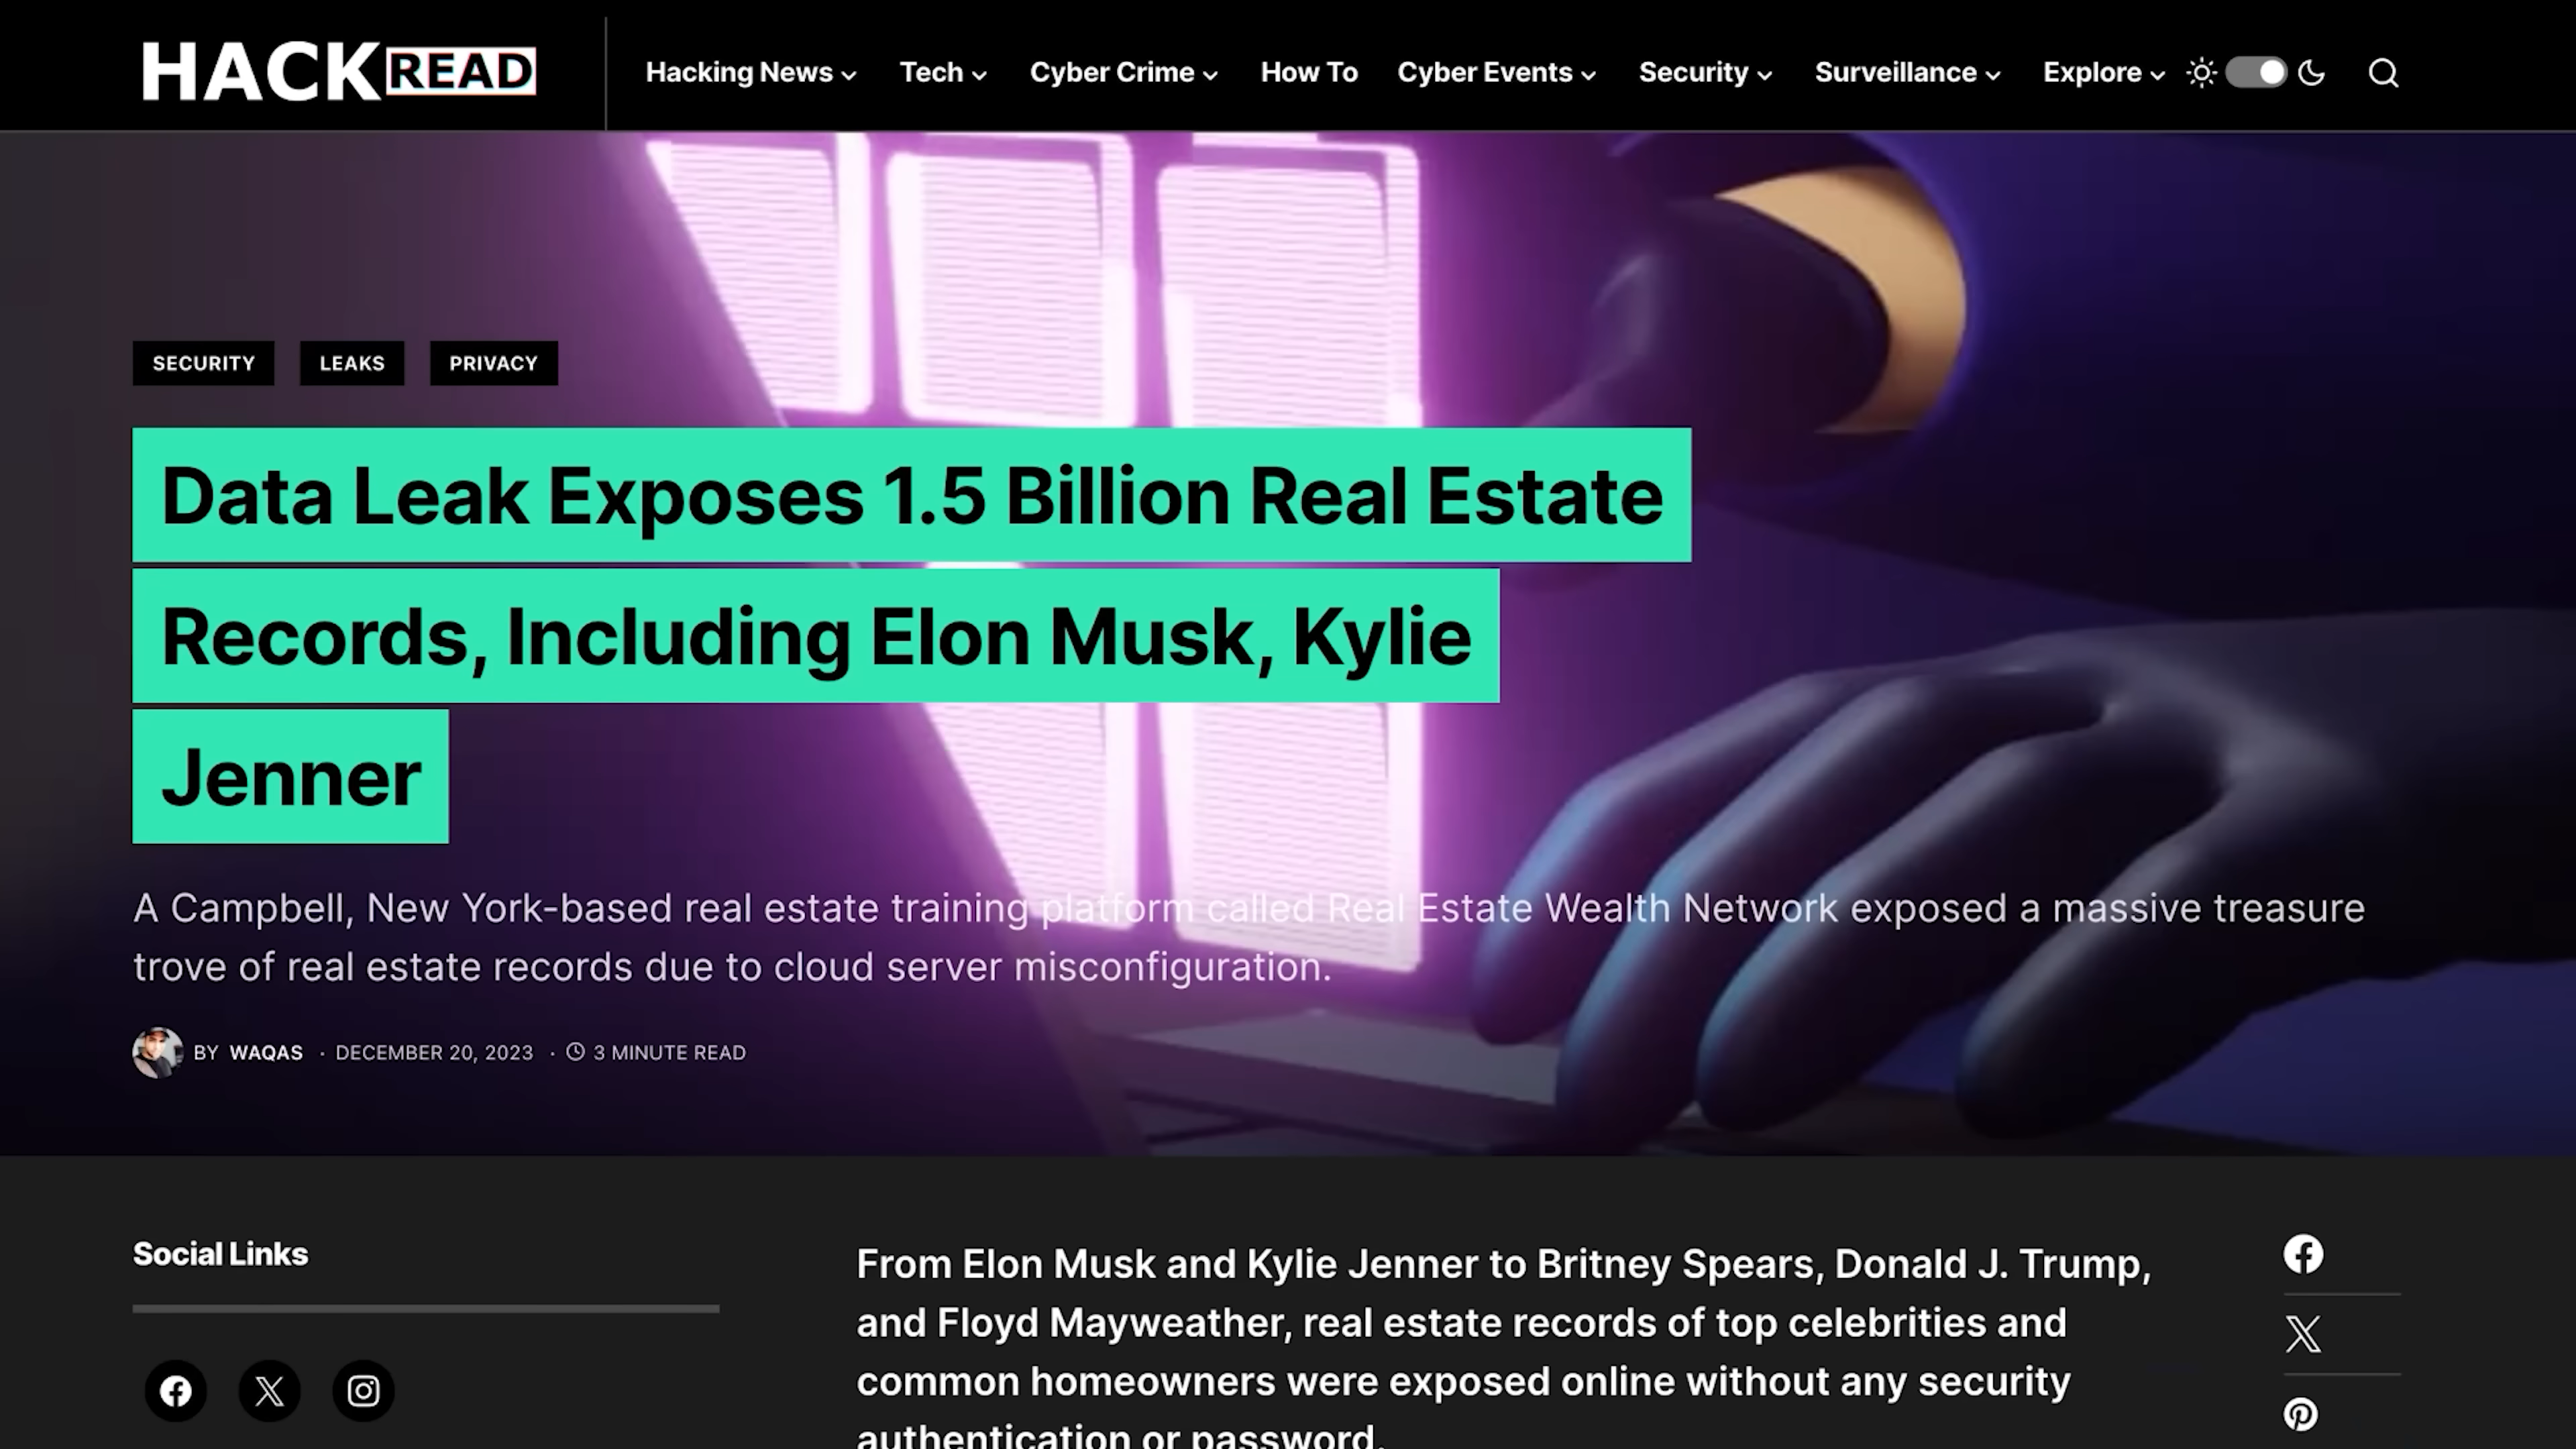 HACKREAD
Hacking News
Tech
Cyber Crime
How To
Cyber Events
Security
Surveillance
Explore
SECURITY
LEAKS
PRIVACY
Data Leak Exposes 1.5 Billion Real Estate
Records, Including Elon Musk, Kylie
Jenner
A Campbell, New York-based real estate training platform called Real Estate Wealth Network exposed a massive treasure
trove of real estate records due to cloud server misconfiguration.
BY WAQAS · DECEMBER 20, 2023 · 3 MINUTE READ
Social Links
From Elon Musk and Kylie Jenner to Britney Spears, Donald J. Trump,
and Floyd Mayweather, real estate records of top celebrities and
common homeowners were exposed online without any security
authentication or password.